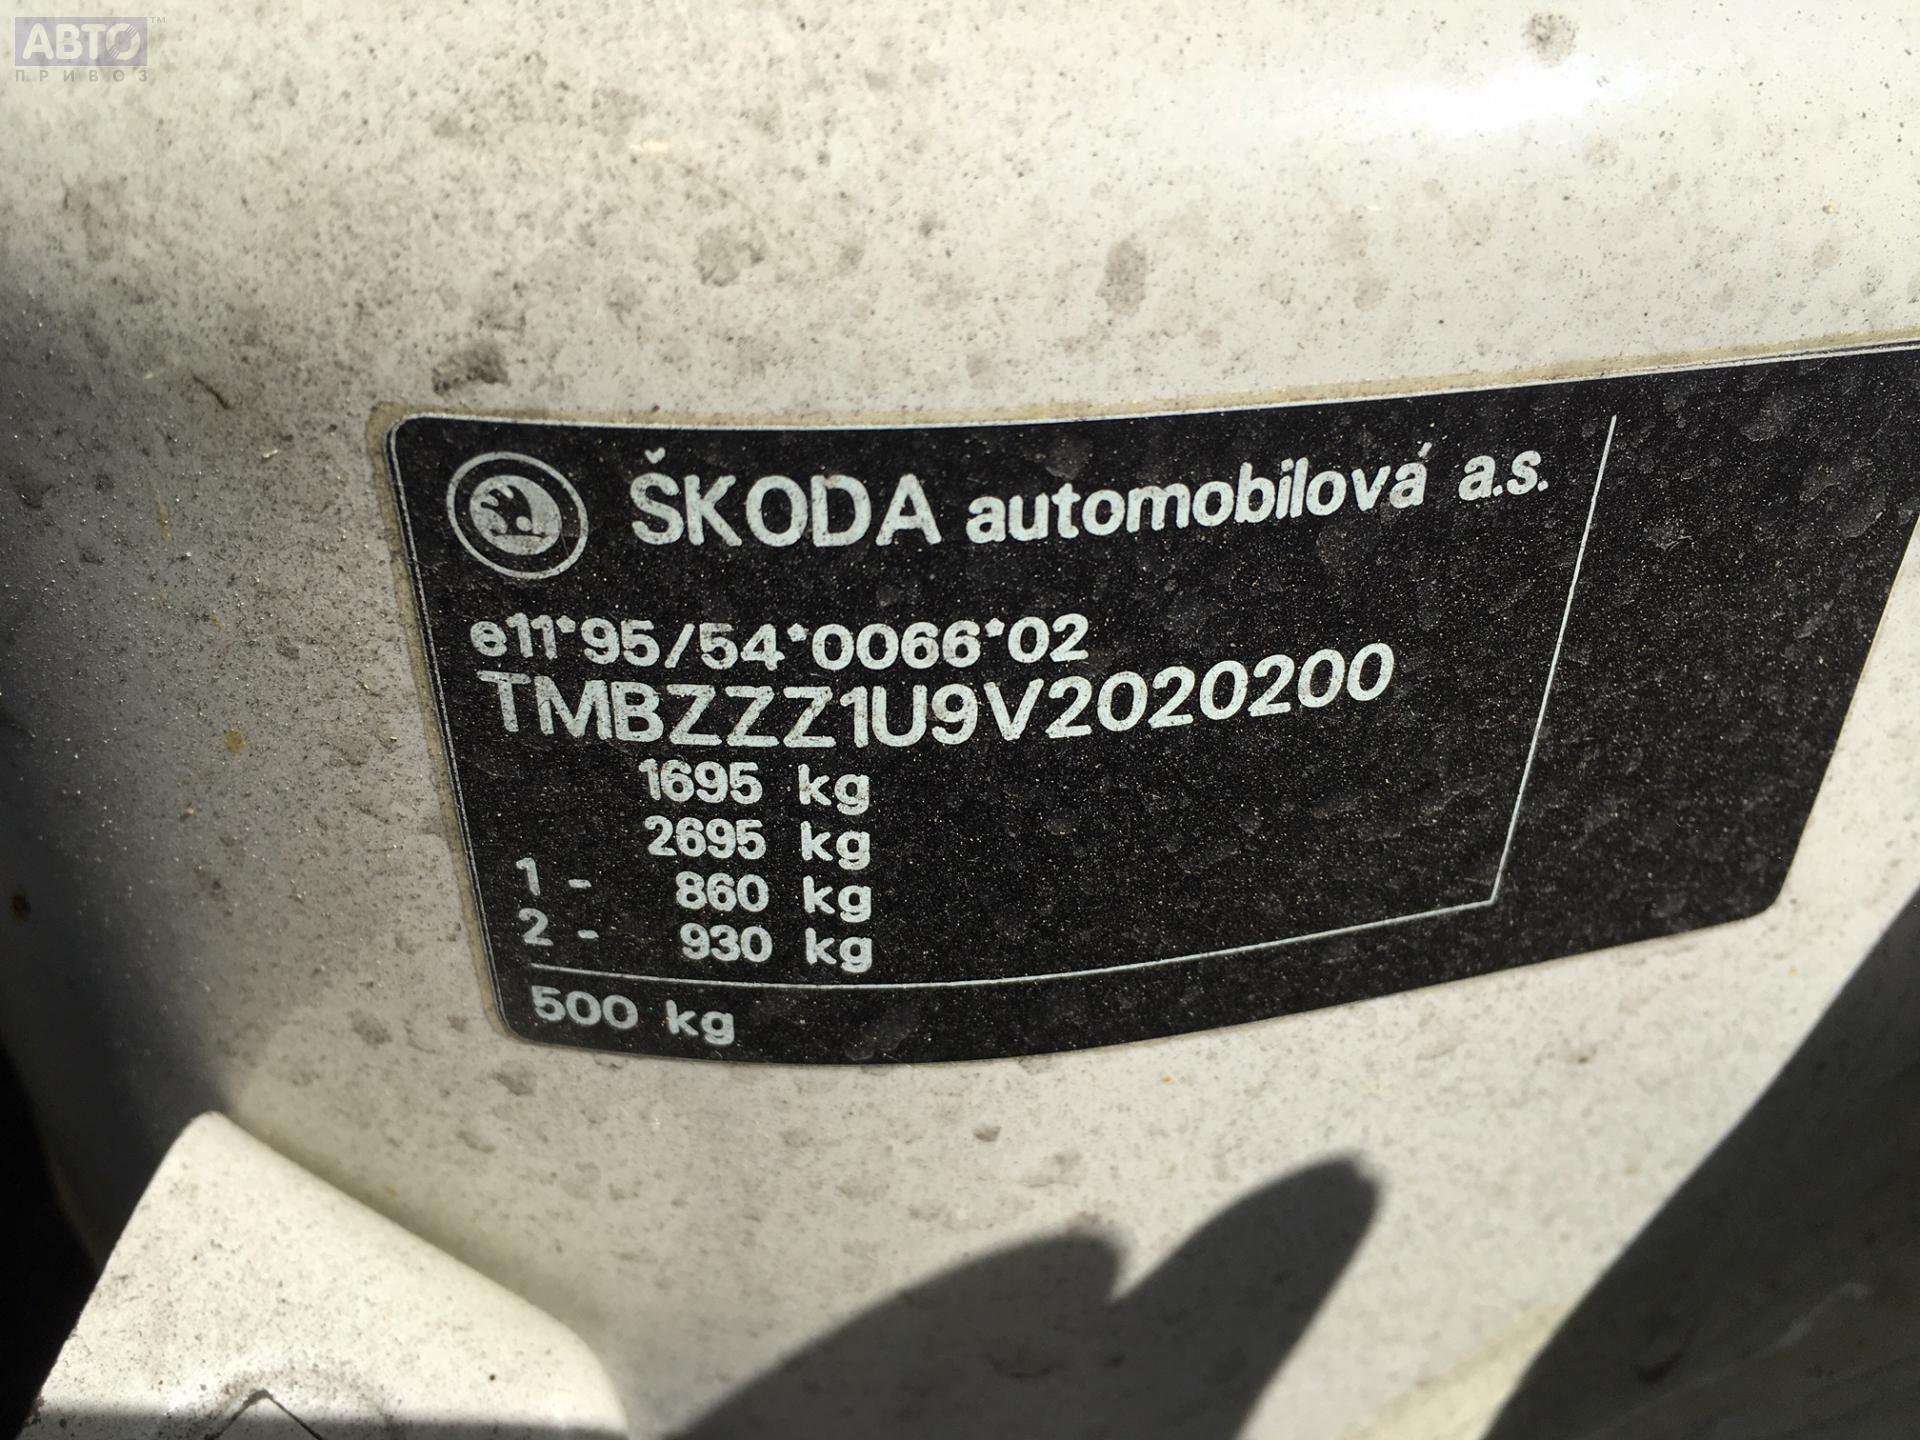 АВТО™
ПРИВОЗ
ŠKODA automobilová a.s.
e11*95/54*0066*02
TMBZZZ1U9V2020200
1695 kg
2695 kg
1 - 860 kg
2 - 930 kg
500 kg